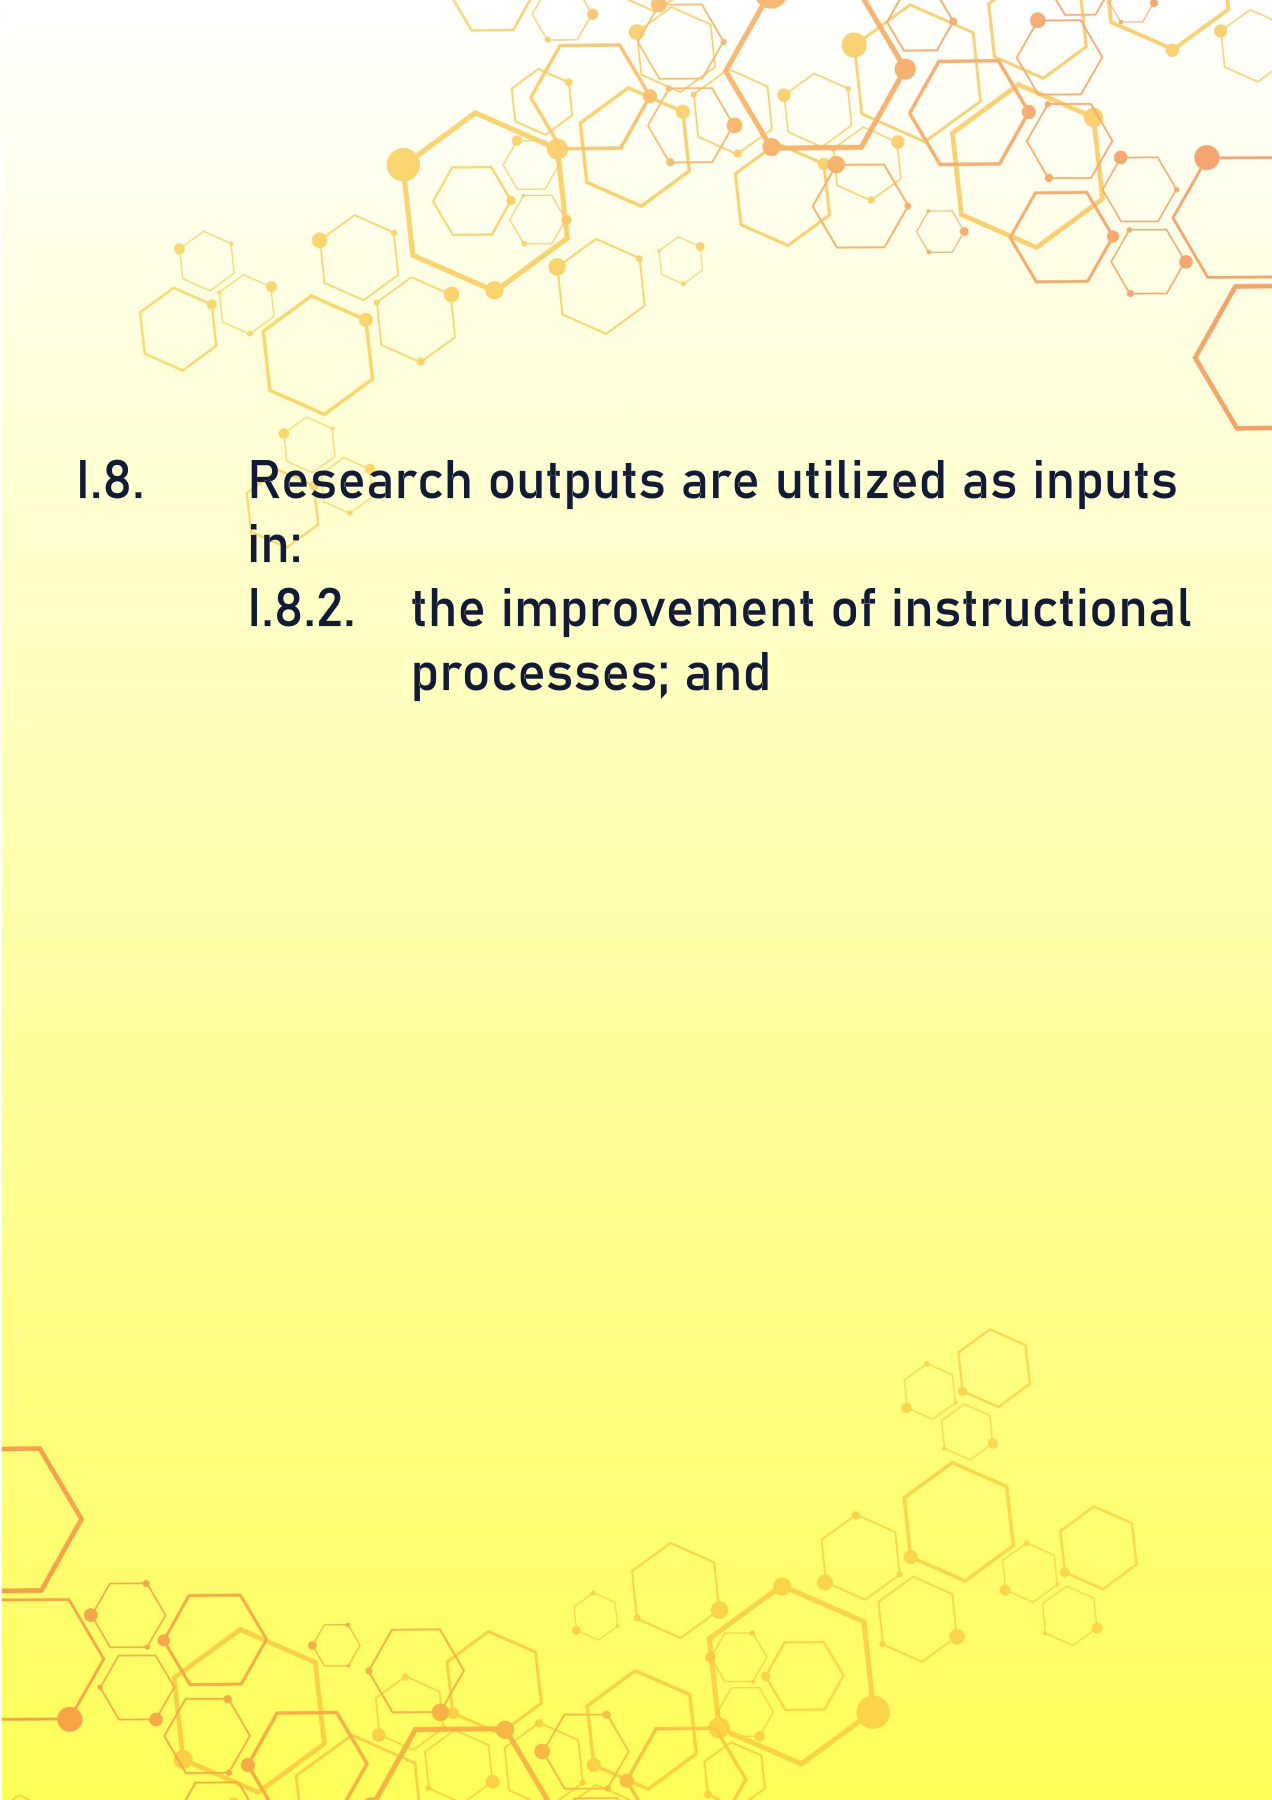 I.8. Research outputs are utilized as inputs
in:
I.8.2. the improvement of instructional
processes; and